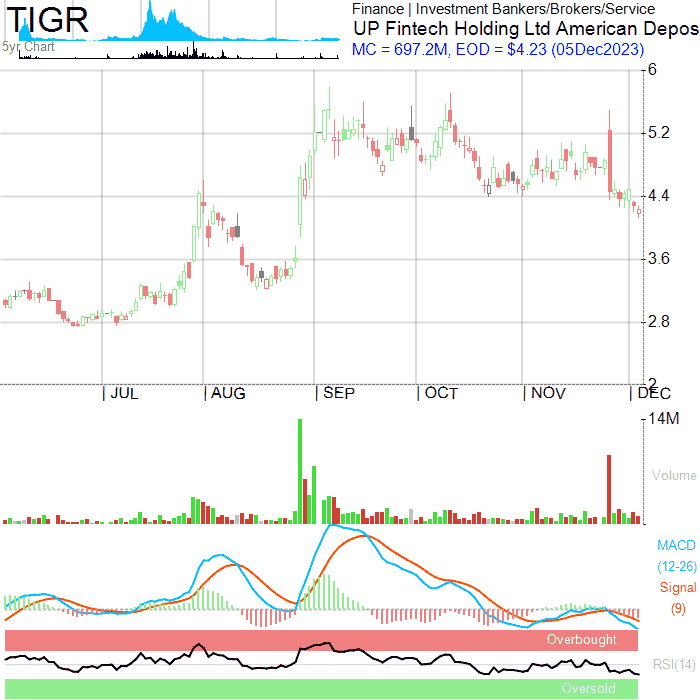 TIGR
5yr Chart
Finance | Investment Bankers/Brokers/Service
UP Fintech Holding Ltd American Depos
MC = 697.2M, EOD = $4.23 (05Dec2023)
6
5.2
4.4
3.6
2.8
2
| JUL
| AUG
| SEP
| OCT
| NOV
| DEC
14M
Volume
MACD
(12-26)
Signal
(9)
Overbought
RSI(14)
Oversold